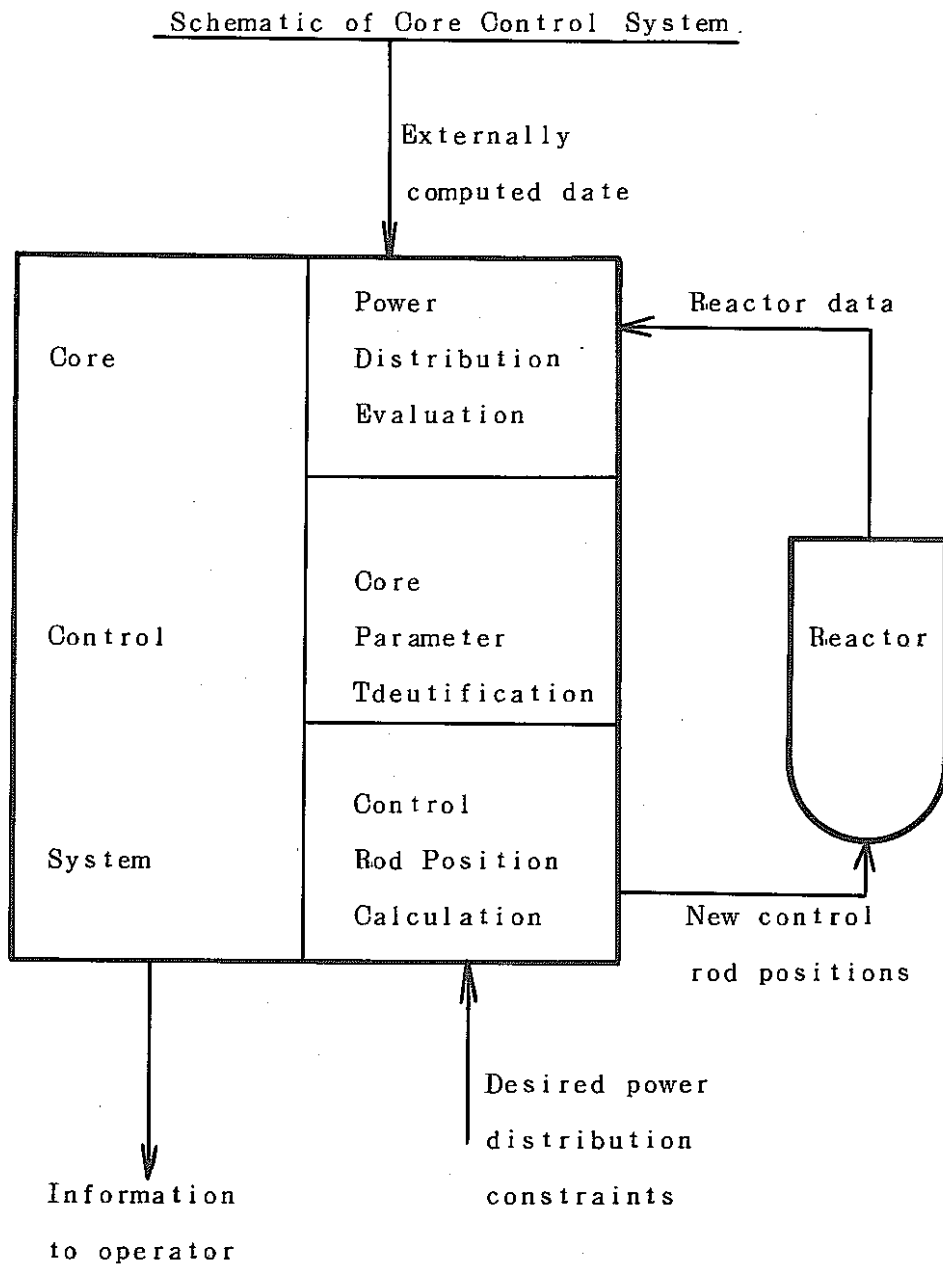 Schematic of Core Control System
Externally
computed date
Power
Distribution
Evaluation
Reactor data
Core
Core
Parameter
Tdeutification
Control
Reactor
Control
Rod Position
Calculation
System
New control
rod positions
Desired power
distribution
constraints
Information
to operator